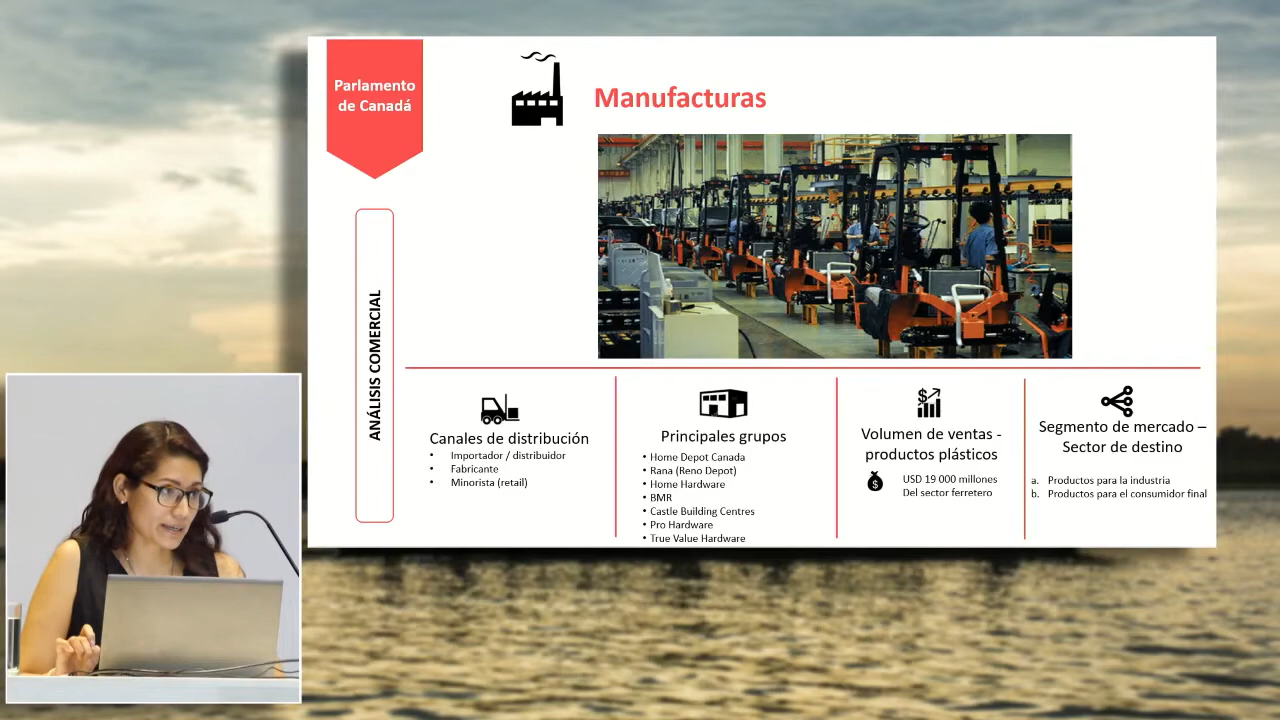 Parlamento
de Canadá
Manufacturas
ANÁLISIS COMERCIAL
Canales de distribución
• Importador / distribuidor
• Fabricante
• Minorista (retail)
Principales grupos
• Home Depot Canada
• Rana (Reno Depot)
• Home Hardware
• BMR
• Castle Building Centres
• Pro Hardware
• True Value Hardware
Volumen de ventas -
productos plásticos
USD 19 000 millones
Del sector ferretero
Segmento de mercado –
Sector de destino
a. Productos para la industria
b. Productos para el consumidor final